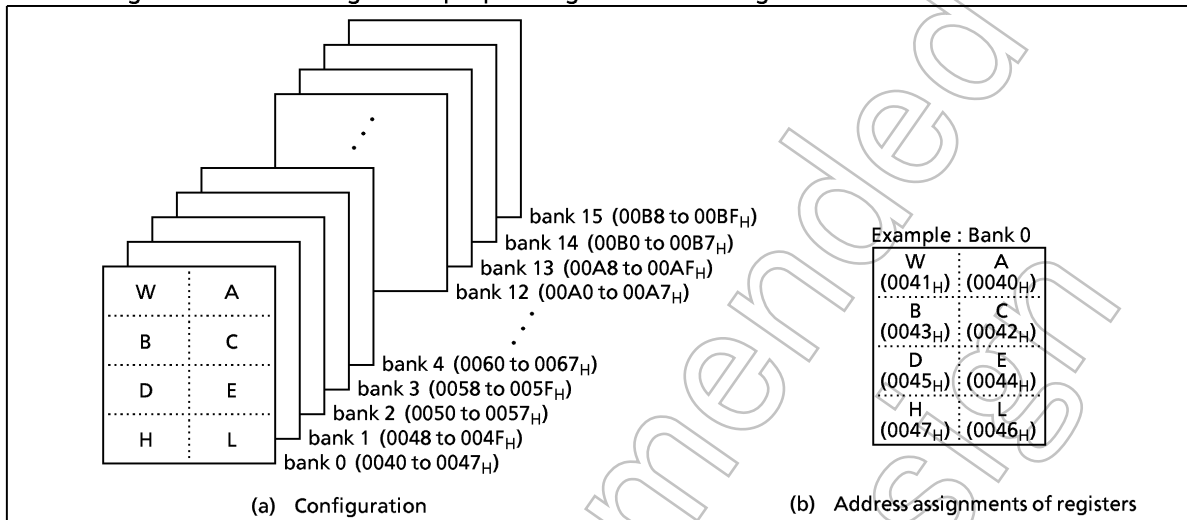 bank 15 (00B8 to 00BFH)
bank 14 (00B0 to 00B7H)
bank 13 (00A8 to 00AFH)
bank 12 (00A0 to 00A7H)
bank 4 (0060 to 0067H)
bank 3 (0058 to 005FH)
bank 2 (0050 to 0057H)
bank 1 (0048 to 004FH)
bank 0 (0040 to 0047H)
W A
B C
D E
H L
(a) Configuration
Example : Bank 0
W A
(0041H) (0040H)
B C
(0043H) (0042H)
D E
(0045H) (0044H)
H L
(0047H) (0046H)
(b) Address assignments of registers
mended
sign